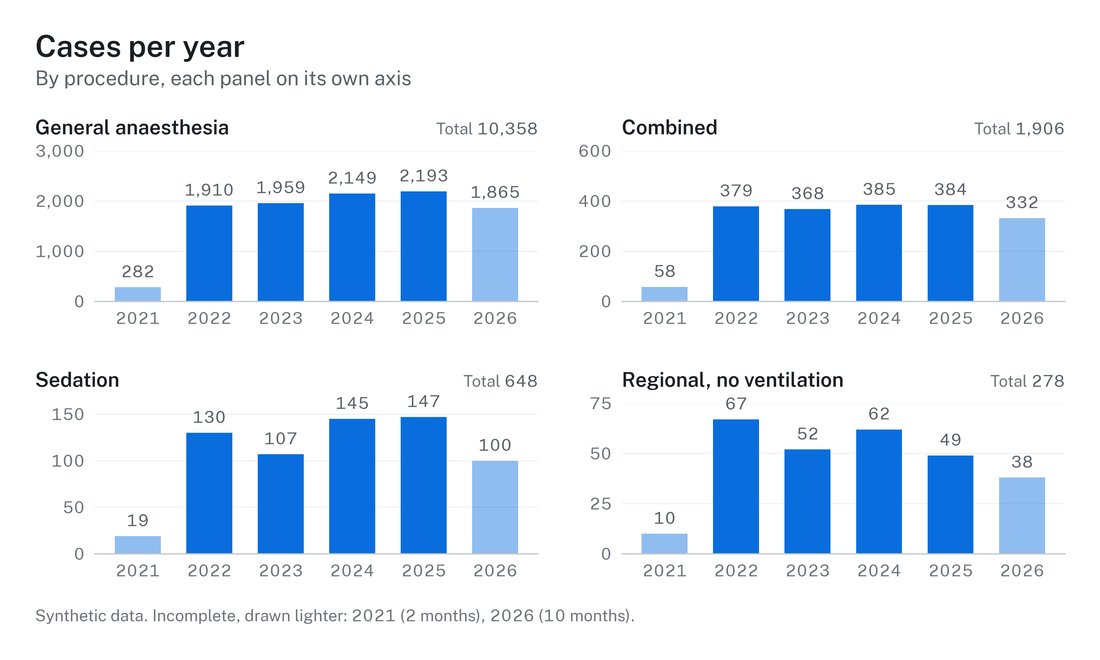 Cases per year
By procedure, each panel on its own axis
General anaesthesia Total 10,358
3,000
2,000
1,000
0
282 1,910 1,959 2,149 2,193 1,865
2021 2022 2023 2024 2025 2026
Combined Total 1,906
600
400
200
0
58 379 368 385 384 332
2021 2022 2023 2024 2025 2026
Sedation Total 648
150
100
50
0
19 130 107 145 147 100
2021 2022 2023 2024 2025 2026
Regional, no ventilation Total 278
75
50
25
0
10 67 52 62 49 38
2021 2022 2023 2024 2025 2026
Synthetic data. Incomplete, drawn lighter: 2021 (2 months), 2026 (10 months).